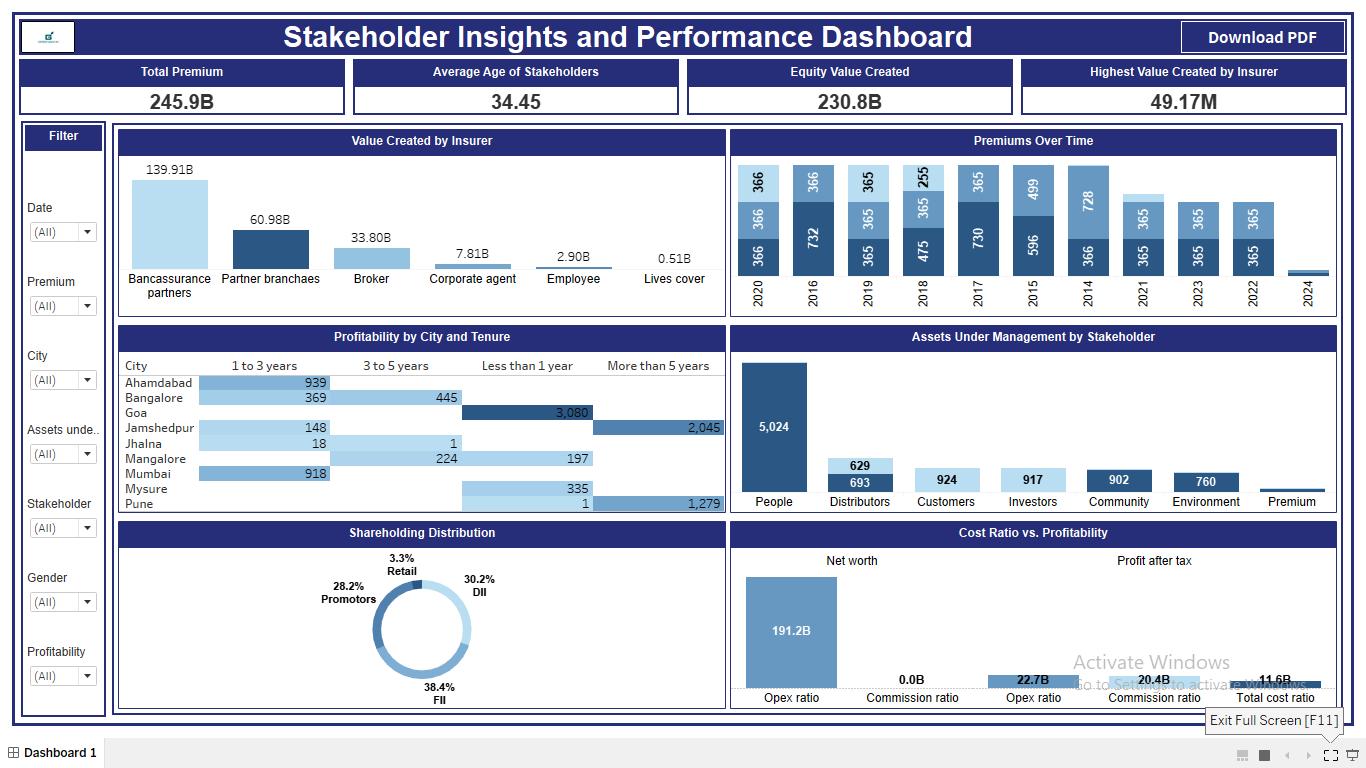 Stakeholder Insights and Performance Dashboard
Download PDF
Total Premium
245.9B
Average Age of Stakeholders
34.45
Equity Value Created
230.8B
Highest Value Created by Insurer
49.17M
Filter
Date
(All)
Premium
(All)
City
(All)
Assets unde..
(All)
Stakeholder
(All)
Gender
(All)
Profitability
(All)
Value Created by Insurer
139.91B
60.98B
33.80B
7.81B
2.90B
0.51B
Bancassurance
partners
Partner branchaes
Broker
Corporate agent
Employee
Lives cover
Premiums Over Time
366 366 365 255 365 499 728
366 732 365 365 730 596 366 365 365 365
366 365 475 365 365 365
2020 2016 2019 2018 2017 2015 2014 2021 2023 2022 2024
Profitability by City and Tenure
City 1 to 3 years 3 to 5 years Less than 1 year More than 5 years
Ahamdabad 939
Bangalore 369 445
Goa 3,080
Jamshedpur 148 2,045
Jhalna 18 1
Mangalore 224 197
Mumbai 918
Mysure 335
Pune 1 1,279
Assets Under Management by Stakeholder
5,024
629
693
924
917
902
760
People Distributors Customers Investors Community Environment Premium
Shareholding Distribution
3.3%
Retail
30.2%
DII
28.2%
Promotors
38.4%
FII
Cost Ratio vs. Profitability
Net worth Profit after tax
191.2B
0.0B
22.7B
20.4B
11.6B
Opex ratio Commission ratio Opex ratio Commission ratio Total cost ratio
Activate Windows
Go to Settings to activate Windows.
Exit Full Screen [F11]
Dashboard 1